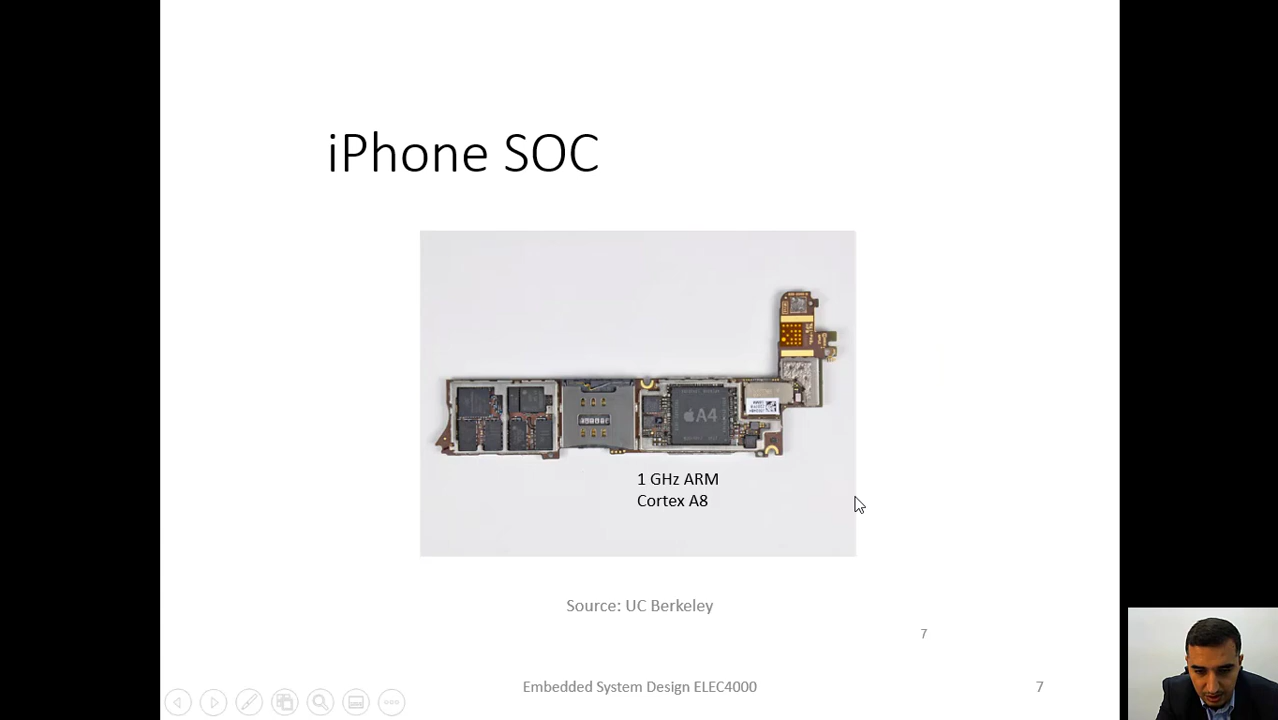 iPhone SOC
A4
1 GHz ARM
Cortex A8
Source: UC Berkeley
7
Embedded System Design ELEC4000
7